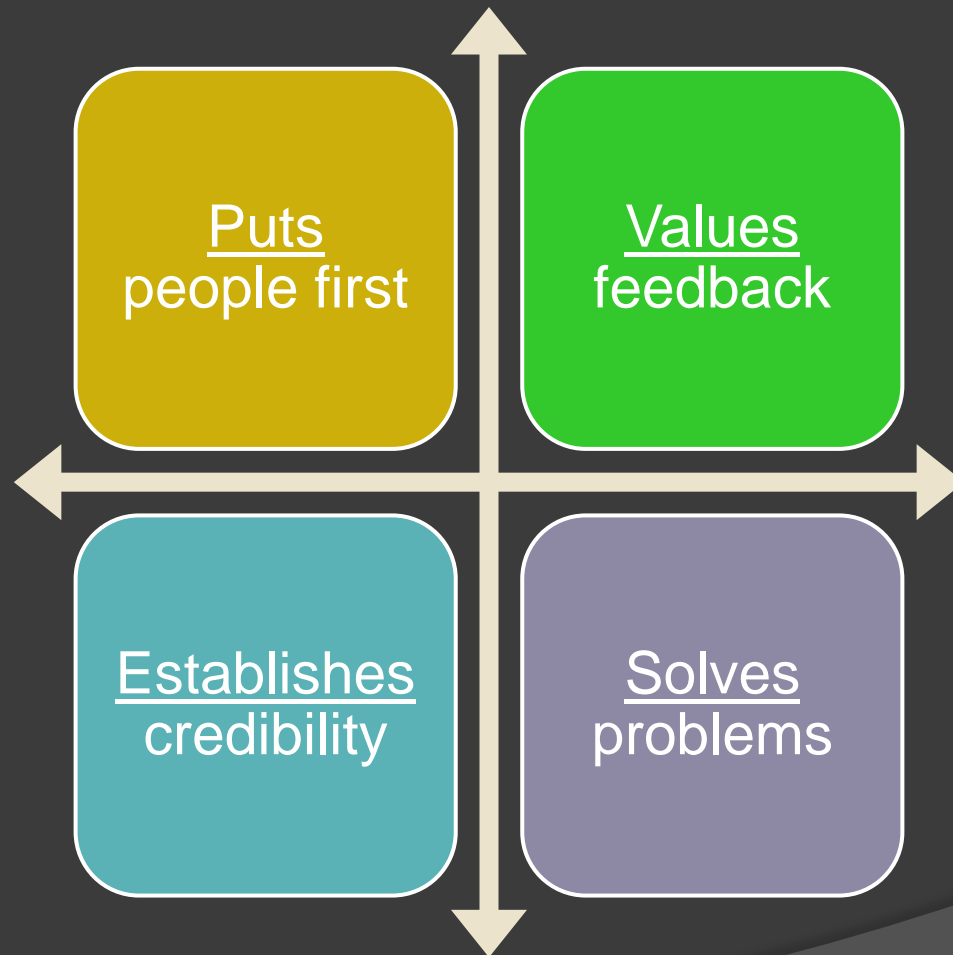 Puts
people first
Values
feedback
Establishes
credibility
Solves
problems